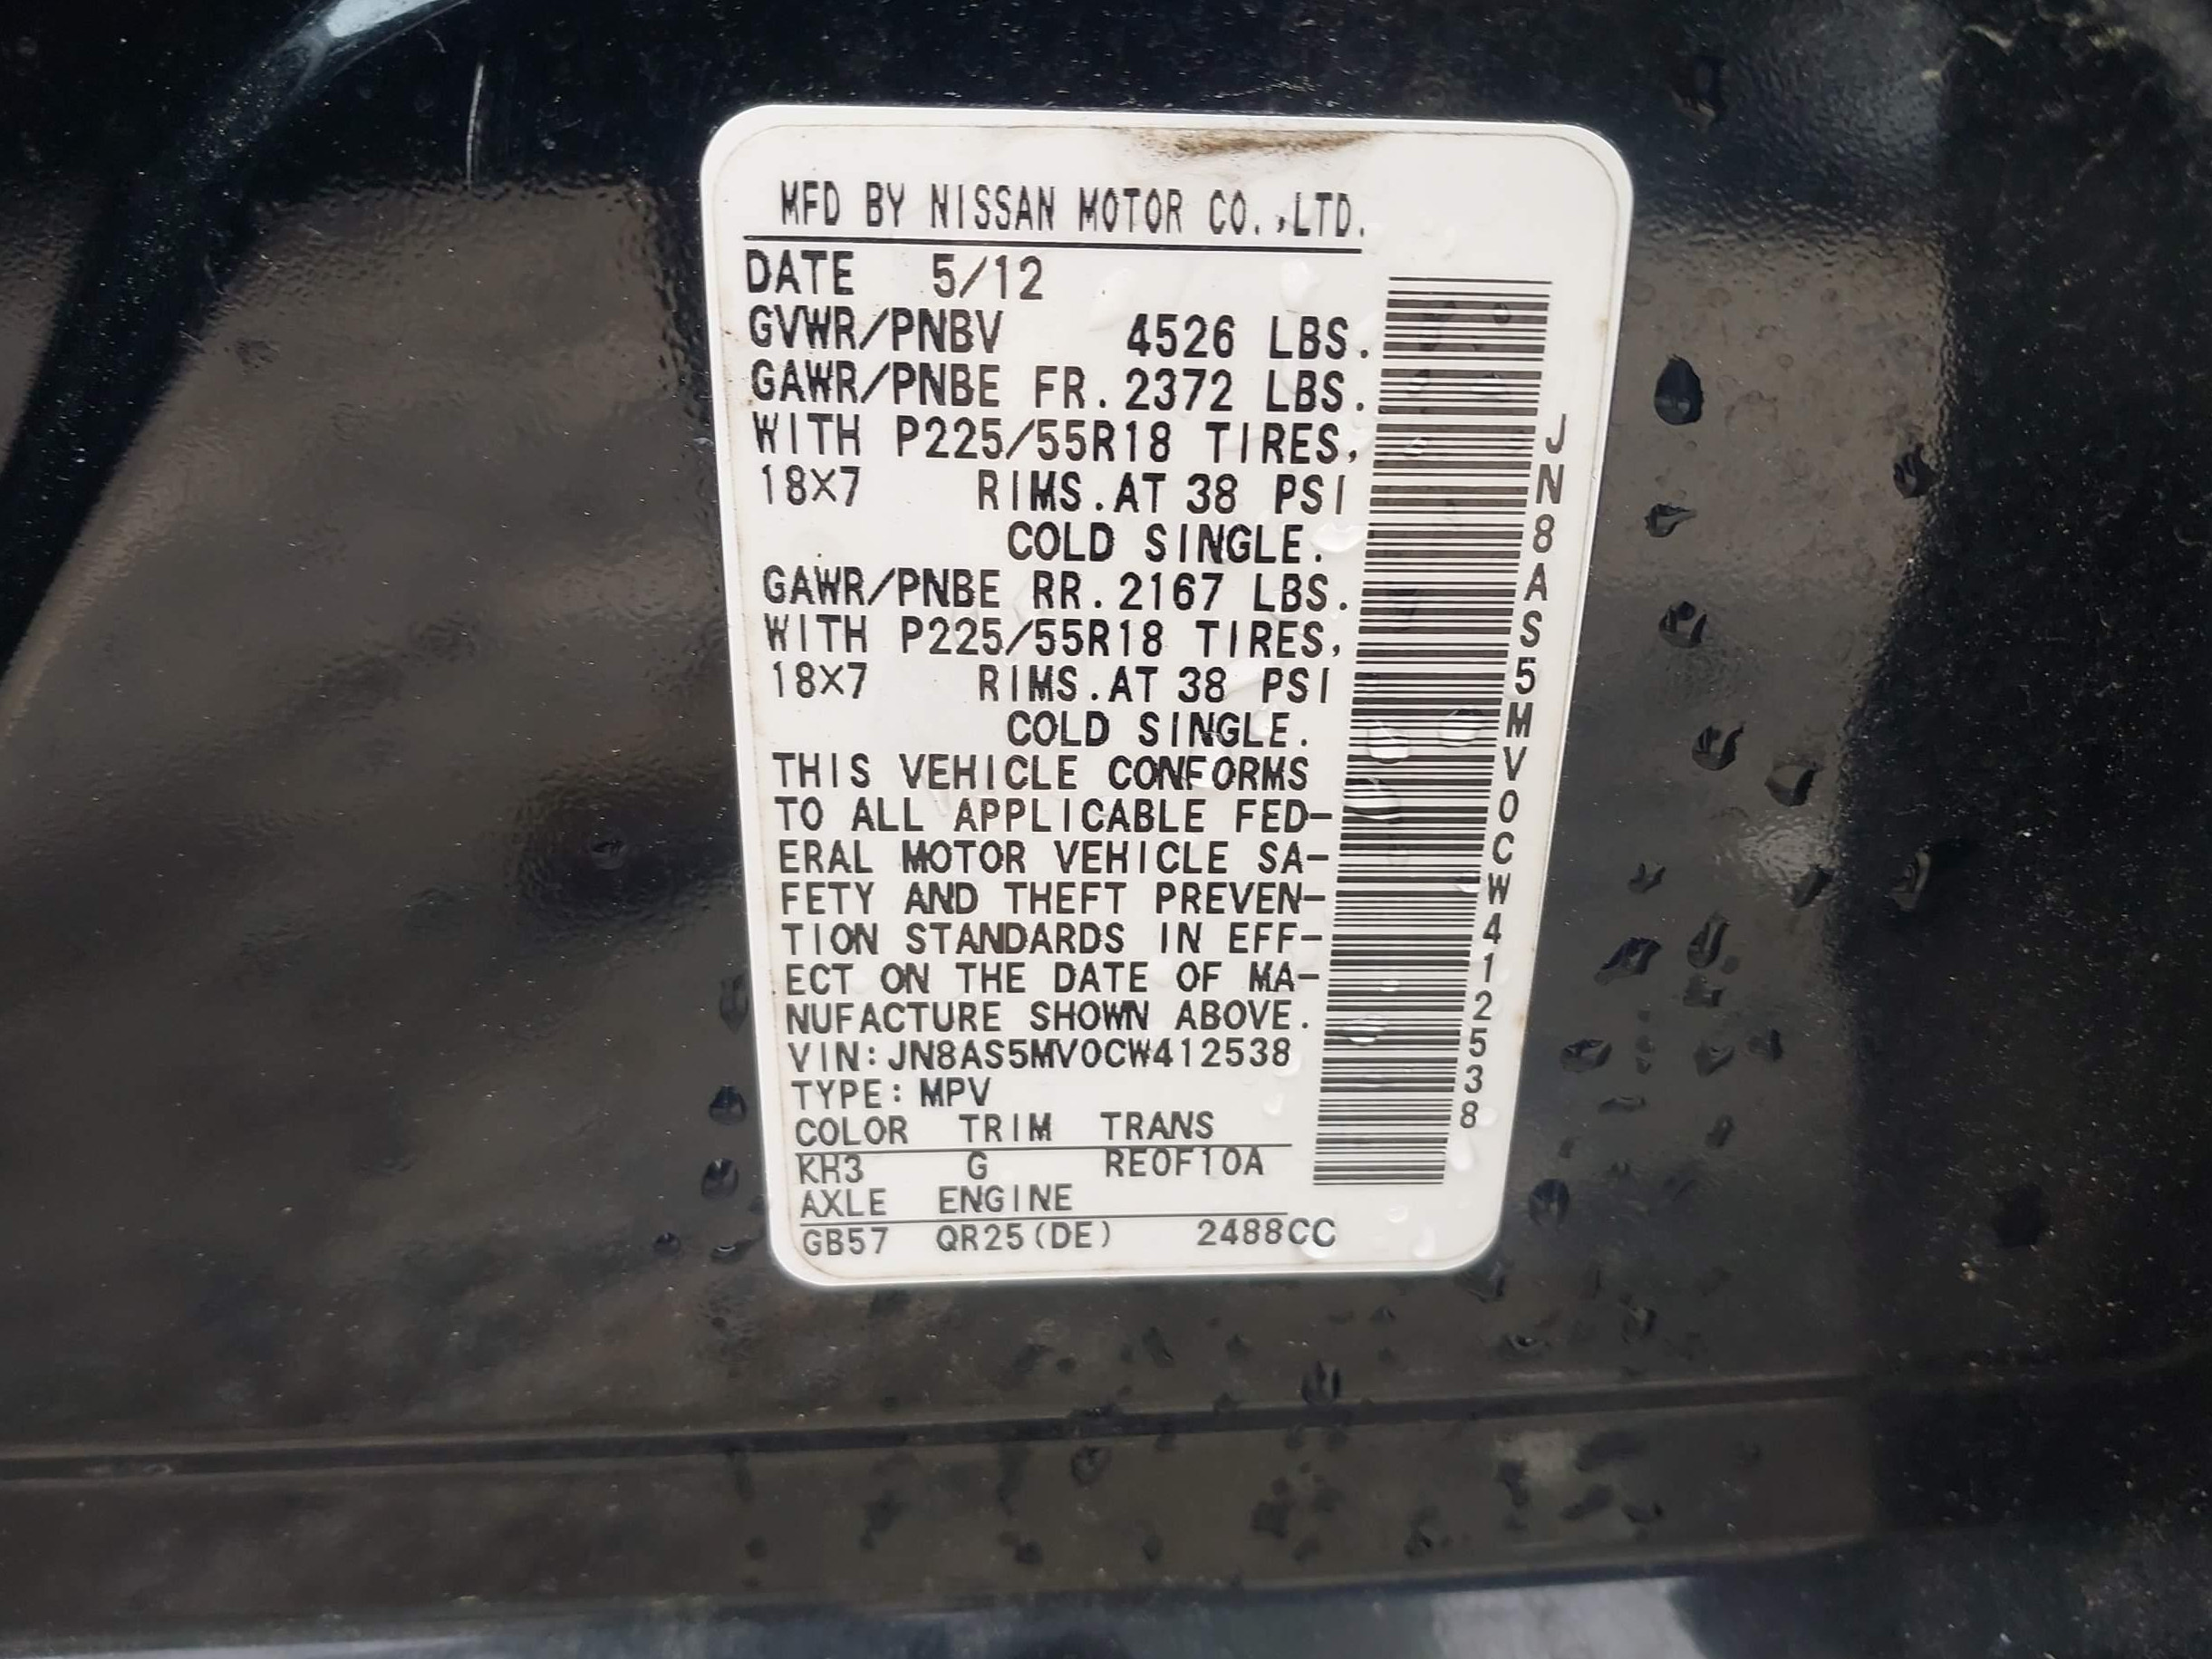 MFD BY NISSAN MOTOR CO.,LTD.
DATE 5/12
GVWR/PNBV 4526 LBS.
GAWR/PNBE FR. 2372 LBS.
WITH P225/55R18 TIRES,
18X7 RIMS.AT 38 PSI
COLD SINGLE.
GAWR/PNBE RR. 2167 LBS.
WITH P225/55R18 TIRES,
18X7 RIMS.AT 38 PSI
COLD SINGLE.
THIS VEHICLE CONFORMS
TO ALL APPLICABLE FED-
ERAL MOTOR VEHICLE SA-
FETY AND THEFT PREVEN-
TION STANDARDS IN EFF-
ECT ON THE DATE OF MA-
NUFACTURE SHOWN ABOVE.
VIN:JN8AS5MV0CW412538
TYPE: MPV
COLOR TRIM TRANS
KH3 G RE0F10A
AXLE ENGINE
GB57 QR25(DE) 2488CC
JN8AS5MV0CW412538